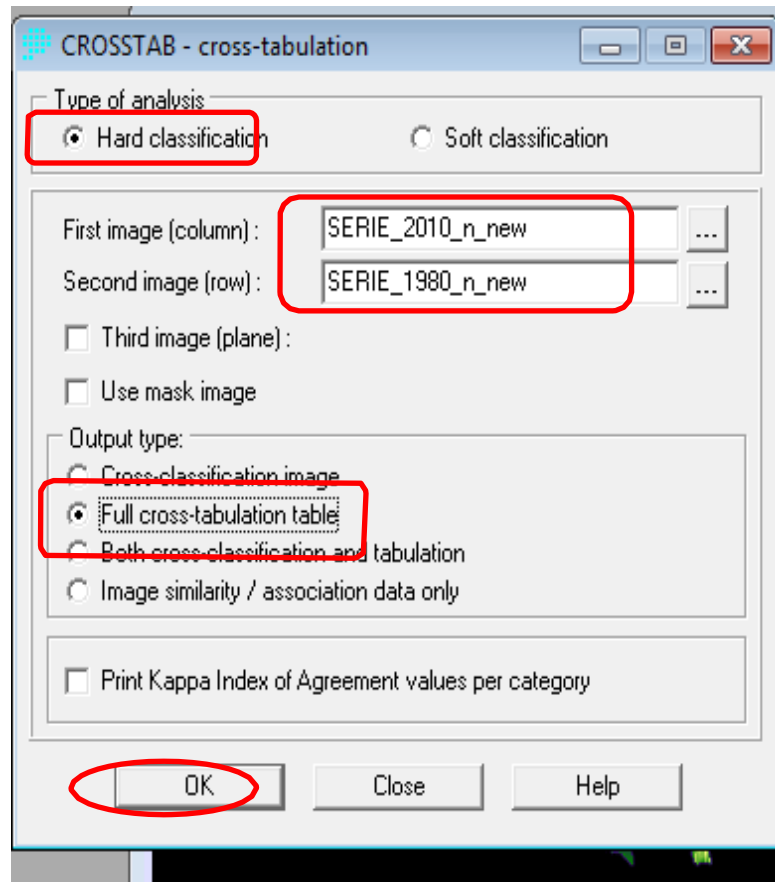 CROSSTAB - cross-tabulation
Type of analysis
Hard classification Soft classification
First image (column) : SERIE_2010_n_new ...
Second image (row) : SERIE_1980_n_new ...
Third image (plane) :
Use mask image
Output type:
Cross-classification image
Full cross-tabulation table
Both cross-classification and tabulation
Image similarity / association data only
Print Kappa Index of Agreement values per category
OK Close Help